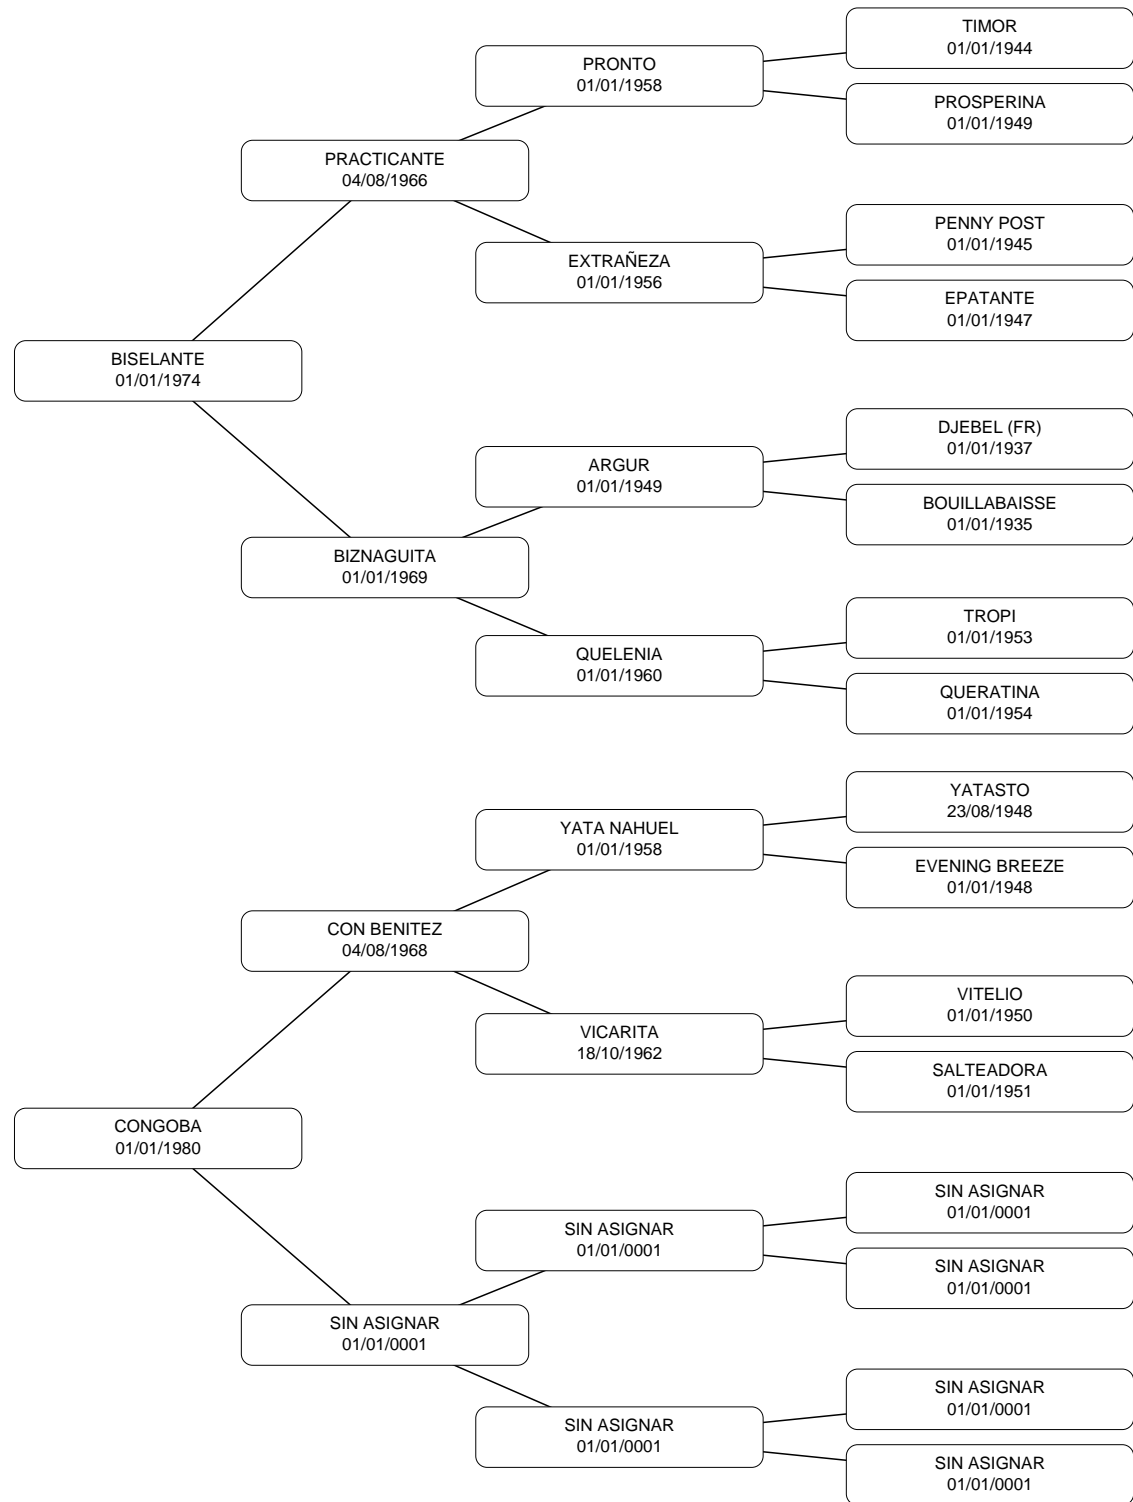 TIMOR
01/01/1944
PRONTO
01/01/1958
PROSPERINA
01/01/1949
PRACTICANTE
04/08/1966
PENNY POST
01/01/1945
EXTRAÑEZA
01/01/1956
EPATANTE
01/01/1947
BISELANTE
01/01/1974
DJEBEL (FR)
01/01/1937
ARGUR
01/01/1949
BOUILLABAISSE
01/01/1935
BIZNAGUITA
01/01/1969
TROPI
01/01/1953
QUELENIA
01/01/1960
QUERATINA
01/01/1954
YATASTO
23/08/1948
YATA NAHUEL
01/01/1958
EVENING BREEZE
01/01/1948
CON BENITEZ
04/08/1968
VITELIO
01/01/1950
VICARITA
18/10/1962
SALTEADORA
01/01/1951
CONGOBA
01/01/1980
SIN ASIGNAR
01/01/0001
SIN ASIGNAR
01/01/0001
SIN ASIGNAR
01/01/0001
SIN ASIGNAR
01/01/0001
SIN ASIGNAR
01/01/0001
SIN ASIGNAR
01/01/0001
SIN ASIGNAR
01/01/0001